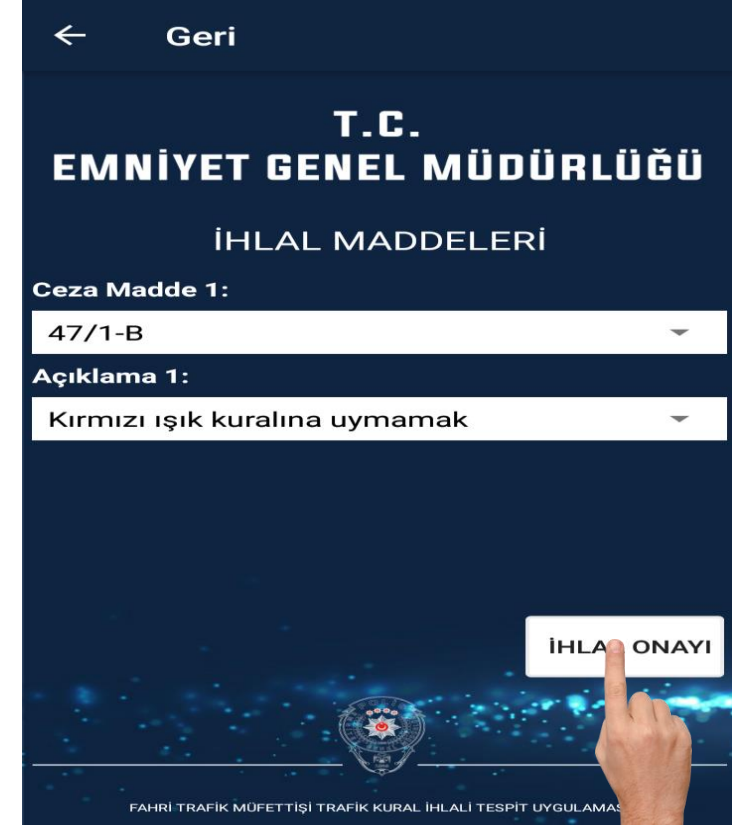 Geri
T.C.
EMNİYET GENEL MÜDÜRLÜĞÜ
İHLAL MADDELERİ
Ceza Madde 1:
47/1-B
Açıklama 1:
Kırmızı ışık kuralına uymamak
ONAYI
FAHRİ TRAFİK MÜFETTİŞİ TRAFİK KURAL İHLALİ TESPİT